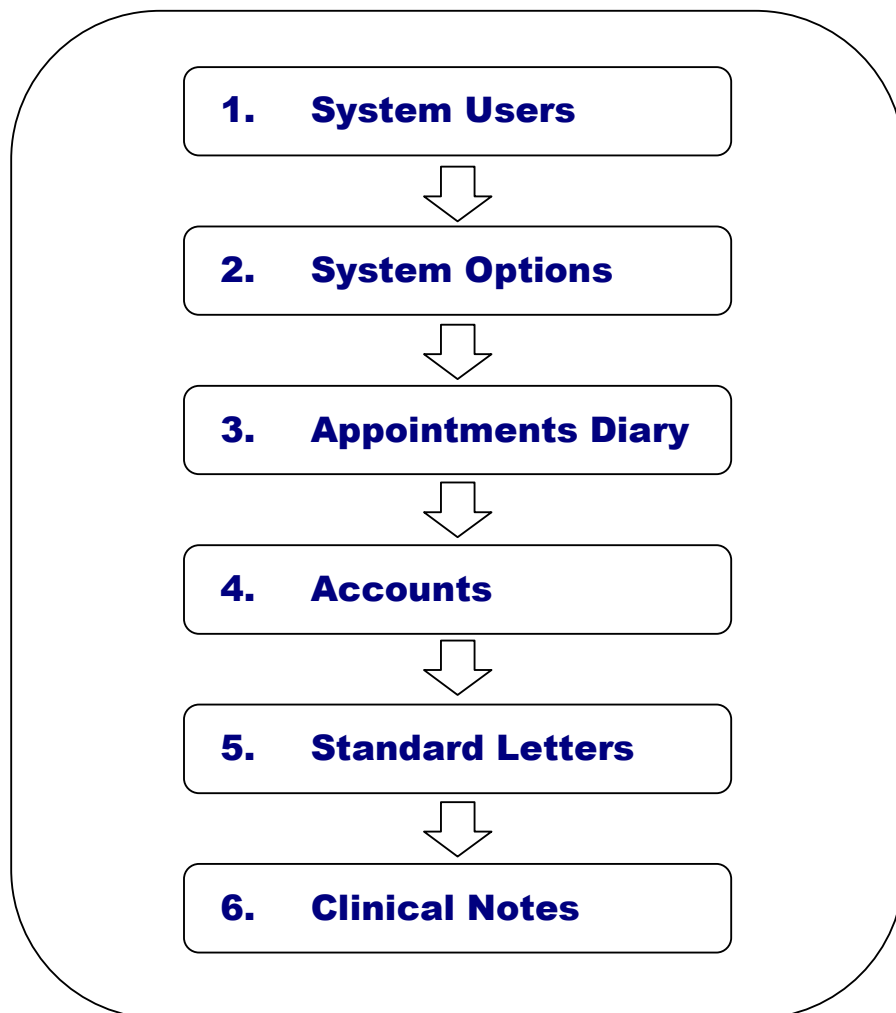 1. System Users
2. System Options
3. Appointments Diary
4. Accounts
5. Standard Letters
6. Clinical Notes